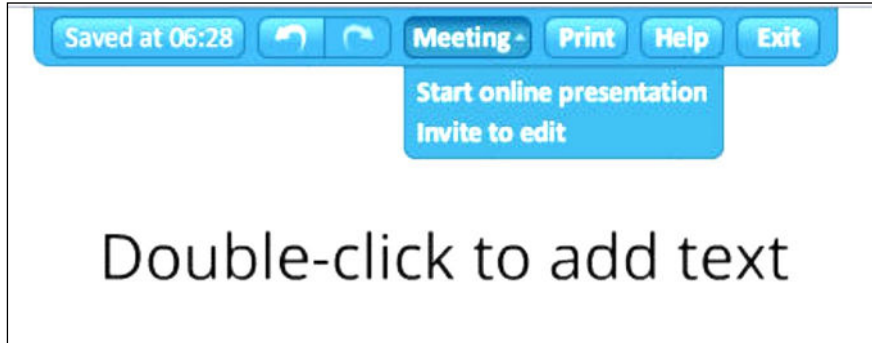 Saved at 06:28 Meeting Print Help Exit
Start online presentation
Invite to edit
Double-click to add text